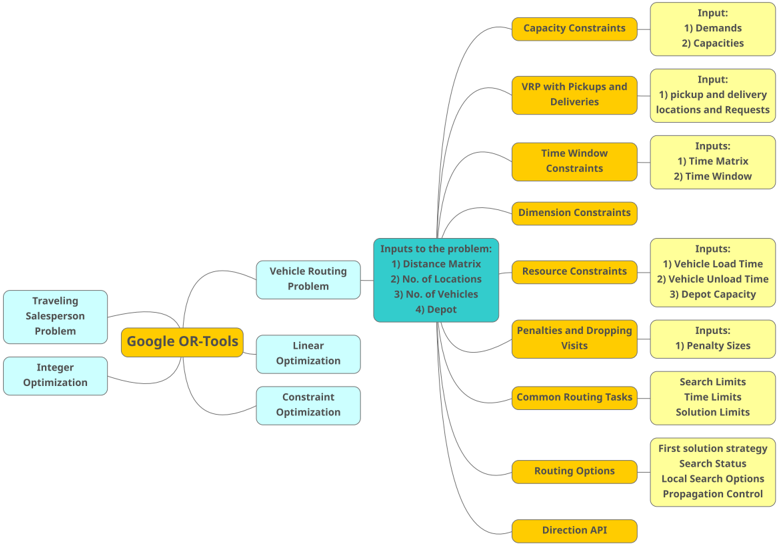 Traveling
Salesperson
Problem
Integer
Optimization
Google OR-Tools
Vehicle Routing
Problem
Linear
Optimization
Constraint
Optimization
Inputs to the problem:
1) Distance Matrix
2) No. of Locations
3) No. of Vehicles
4) Depot
Capacity Constraints
Input:
1) Demands
2) Capacities
VRP with Pickups and
Deliveries
Input:
1) pickup and delivery
locations and Requests
Time Window
Constraints
Inputs:
1) Time Matrix
2) Time Window
Dimension Constraints
Resource Constraints
Inputs:
1) Vehicle Load Time
2) Vehicle Unload Time
3) Depot Capacity
Penalties and Dropping
Visits
Inputs:
1) Penalty Sizes
Common Routing Tasks
Search Limits
Time Limits
Solution Limits
Routing Options
First solution strategy
Search Status
Local Search Options
Propagation Control
Direction API